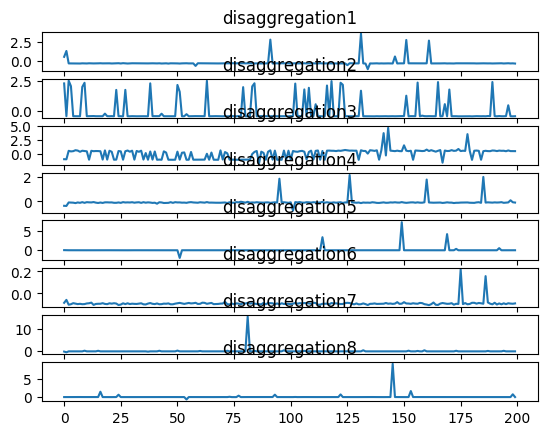 disaggregation1
2.5
0.0
disaggregation2
2.5
0.0
disaggregation3
5.0
2.5
0.0
disaggregation4
2
0
disaggregation5
5
0
disaggregation6
0.2
0.0
disaggregation7
10
0
disaggregation8
5
0
0 25 50 75 100 125 150 175 200